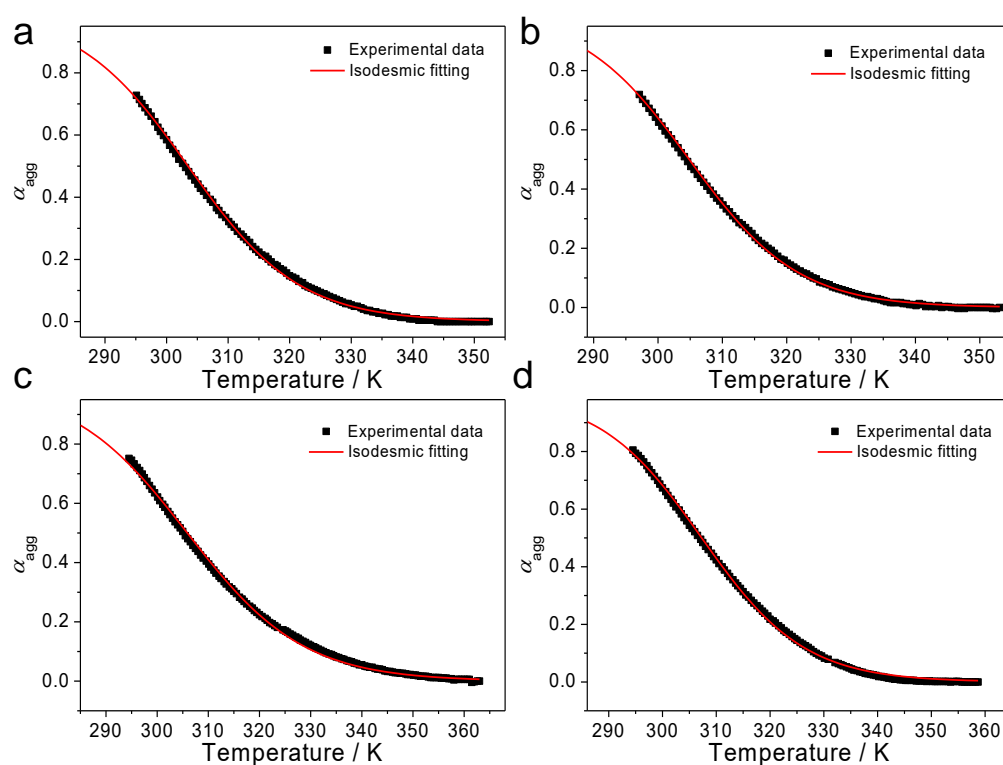 a
Experimental data
Isodesmic fitting
0.8
0.6
0.4
0.2
0.0
αagg
290 300 310 320 330 340 350
Temperature / K
b
Experimental data
Isodesmic fitting
0.8
0.6
0.4
0.2
0.0
αagg
290 300 310 320 330 340 350
Temperature / K
c
Experimental data
Isodesmic fitting
0.8
0.6
0.4
0.2
0.0
αagg
290 300 310 320 330 340 350 360
Temperature / K
d
Experimental data
Isodesmic fitting
0.8
0.6
0.4
0.2
0.0
αagg
290 300 310 320 330 340 350 360
Temperature / K